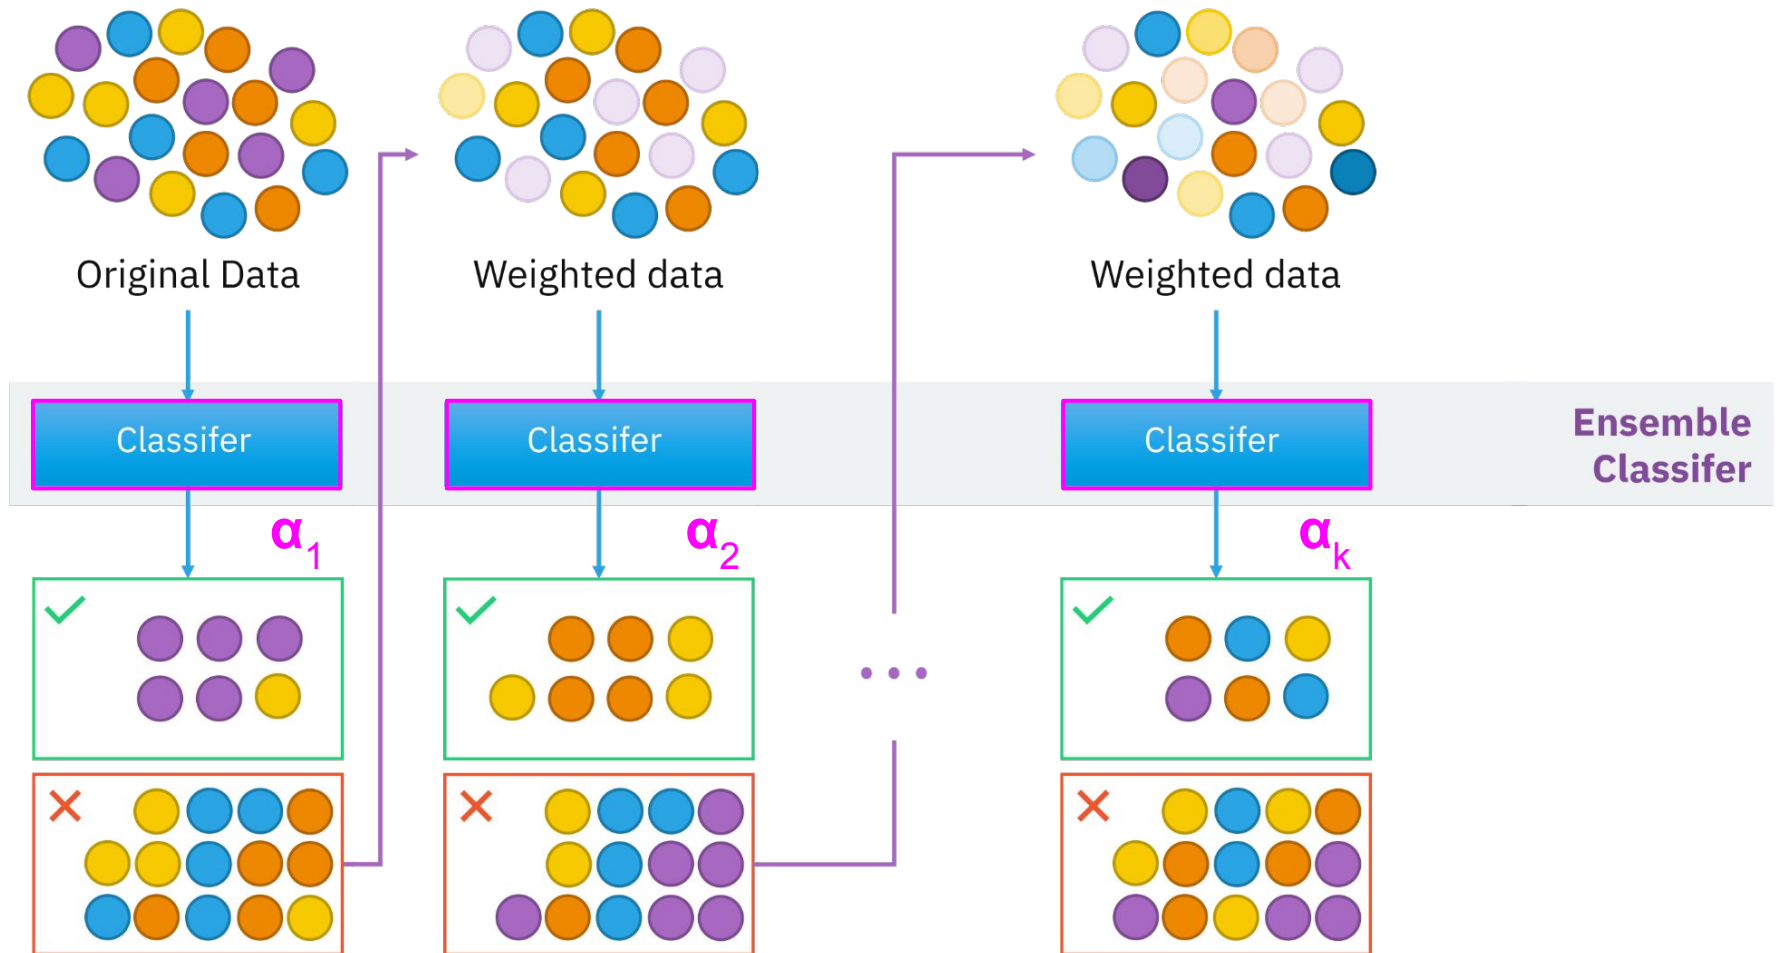 Original Data
Weighted data
Weighted data
Classifer
Classifer
Classifer
Ensemble
Classifer
α1
α2
αk